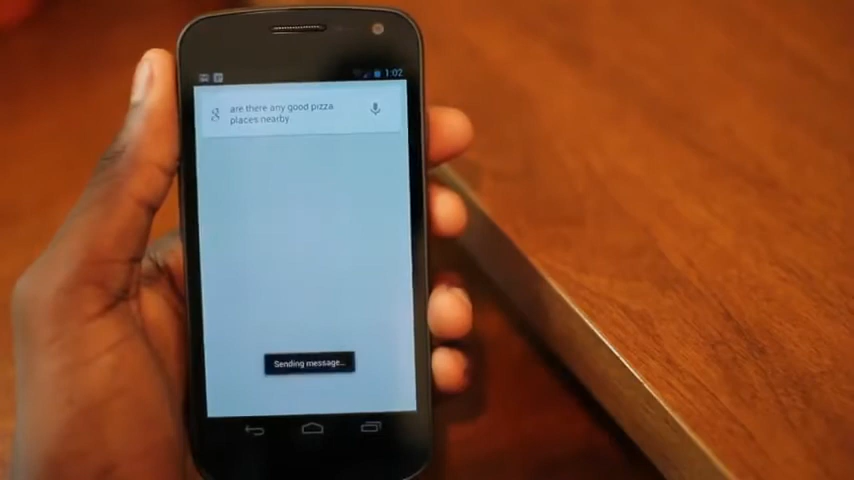 1:02
g are there any good pizza
places nearby
Sending message...